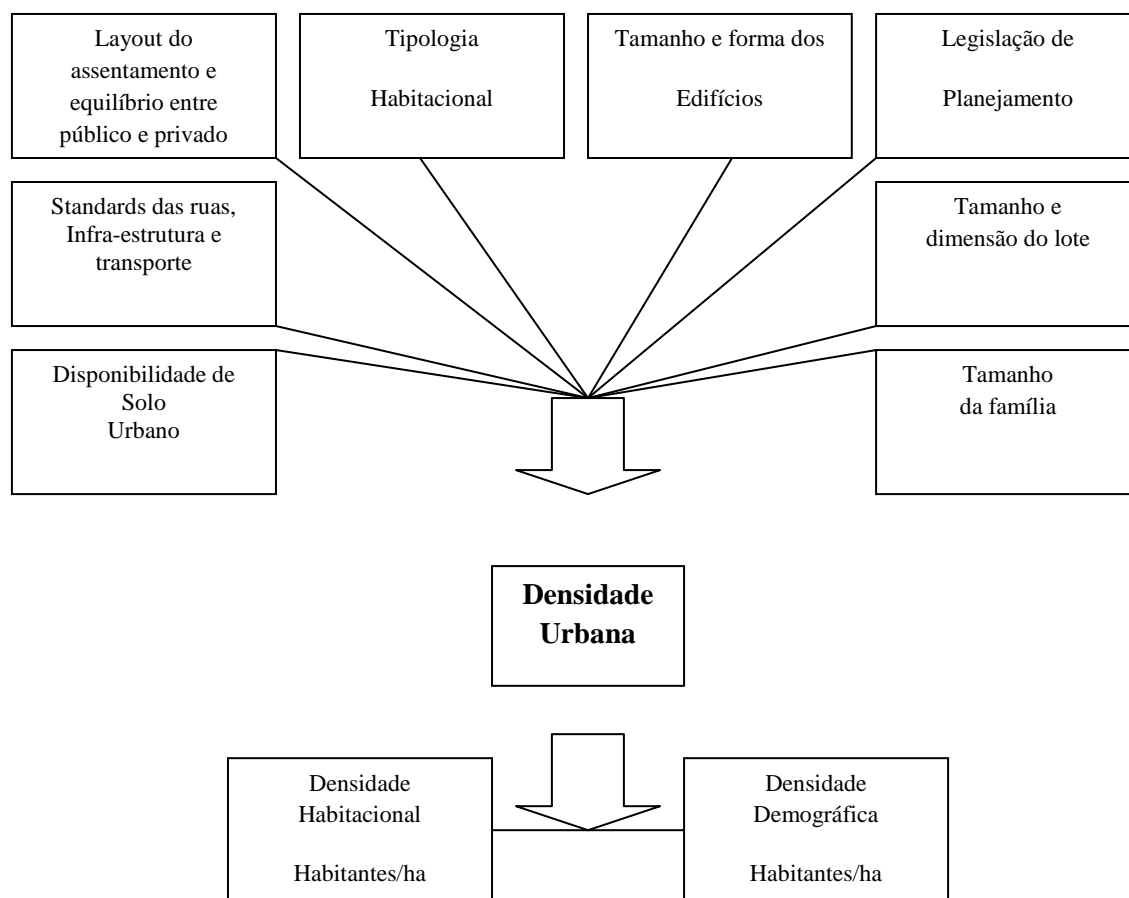 Layout do
assentamento e
equilíbrio entre
público e privado
Tipologia
Habitacional
Tamanho e forma dos
Edifícios
Legislação de
Planejamento
Standards das ruas,
Infra-estrutura e
transporte
Tamanho e
dimensão do lote
Disponibilidade de
Solo
Urbano
Tamanho
da família
Densidade
Urbana
Densidade
Habitacional
Habitantes/ha
Densidade
Demográfica
Habitantes/ha